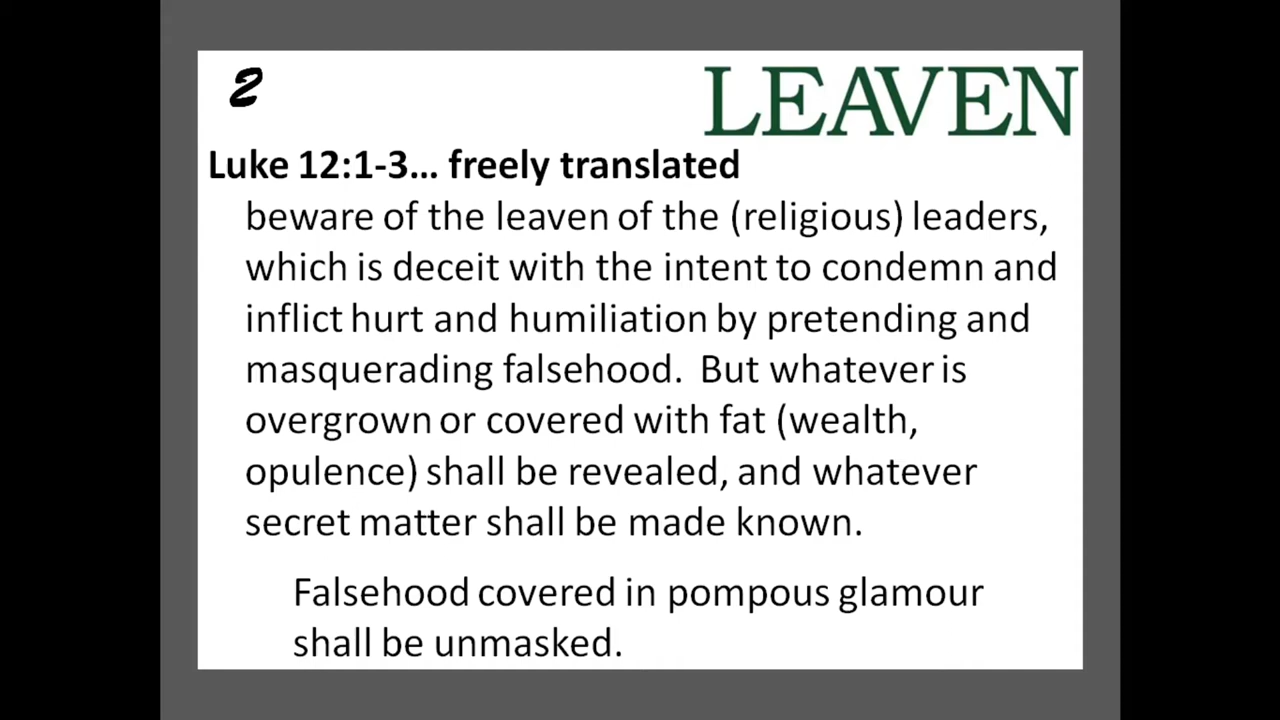 2
LEAVEN
Luke 12:1-3... freely translated
beware of the leaven of the (religious) leaders,
which is deceit with the intent to condemn and
inflict hurt and humiliation by pretending and
masquerading falsehood.  But whatever is
overgrown or covered with fat (wealth,
opulence) shall be revealed, and whatever
secret matter shall be made known.
Falsehood covered in pompous glamour
shall be unmasked.